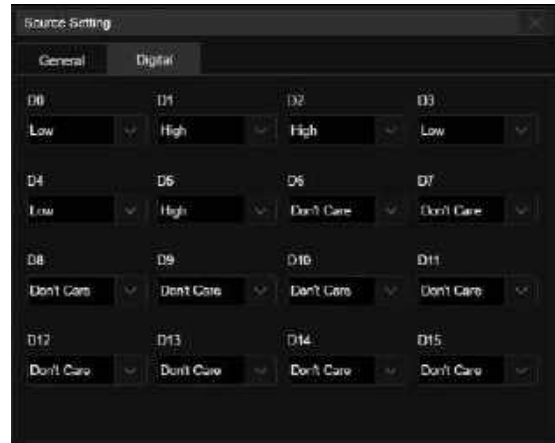 Source Setting
General Digital
D0 D1 D2 D3
Low High High Low
D4 D5 D6 D7
Low High Don't Care Don't Care
D8 D9 D10 D11
Don't Care Don't Care Don't Care Don't Care
D12 D13 D14 D15
Don't Care Don't Care Don't Care Don't Care